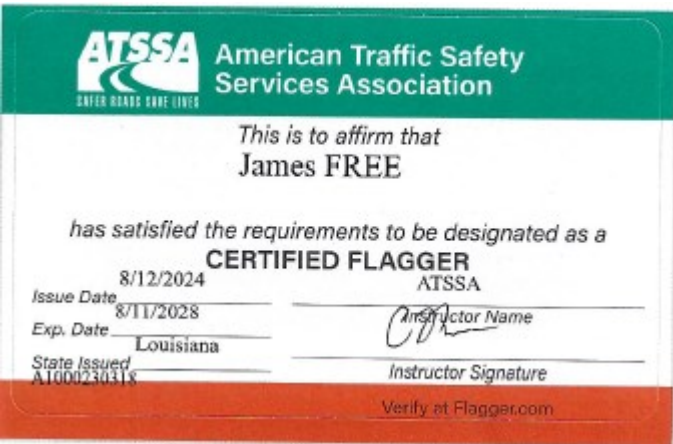 ATSSA
SAFER ROADS SAVE LIVES
American Traffic Safety
Services Association
This is to affirm that
James FREE
has satisfied the requirements to be designated as a
CERTIFIED FLAGGER
8/12/2024
Issue Date
ATSSA
Instructor Name
8/11/2028
Exp. Date
Louisiana
State Issued
A1000230318
Instructor Signature
Verify at Flagger.com